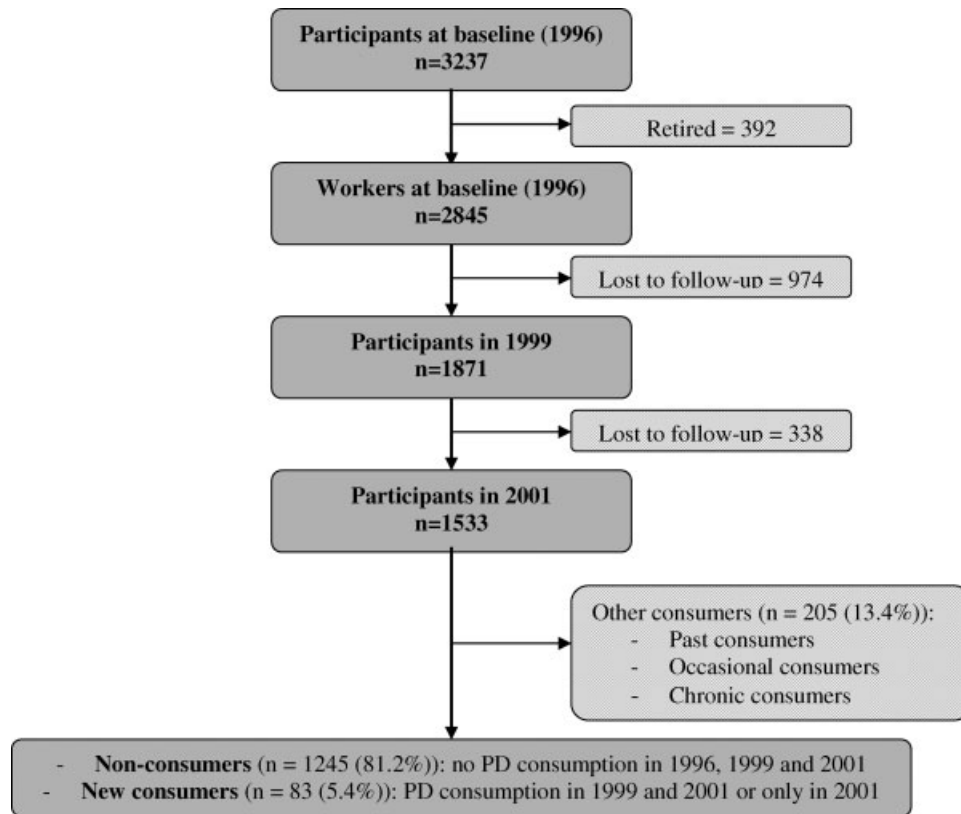 Participants at baseline (1996)
n=3237
Retired = 392
Workers at baseline (1996)
n=2845
Lost to follow-up = 974
Participants in 1999
n=1871
Lost to follow-up = 338
Participants in 2001
n=1533
Other consumers (n = 205 (13.4%)):
- Past consumers
- Occasional consumers
- Chronic consumers
- Non-consumers (n = 1245 (81.2%)): no PD consumption in 1996, 1999 and 2001
- New consumers (n = 83 (5.4%)): PD consumption in 1999 and 2001 or only in 2001